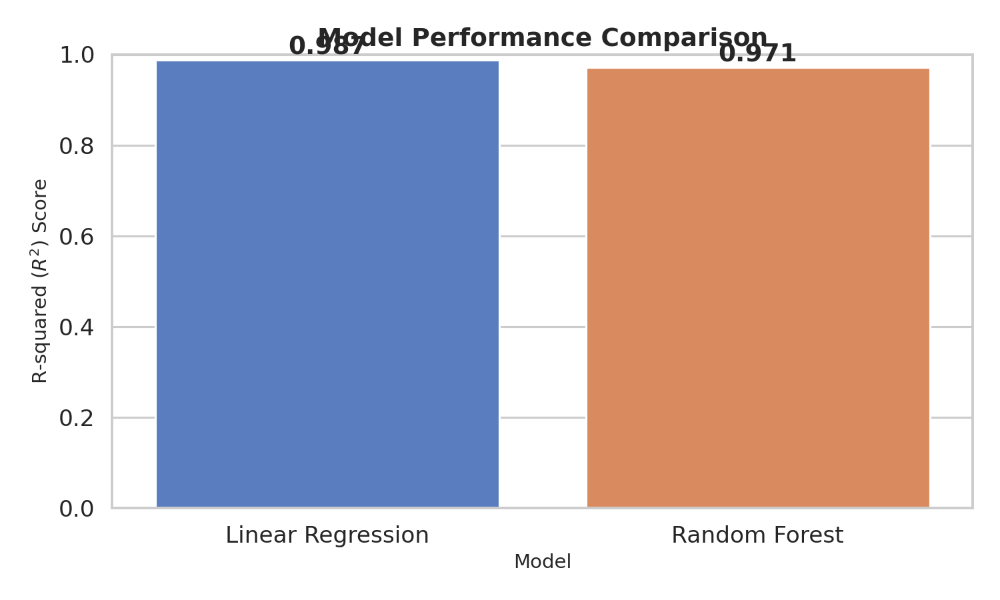 Model Performance Comparison
0.987
0.971
1.0
0.8
0.6
0.4
0.2
0.0
R-squared (R²) Score
Linear Regression
Random Forest
Model